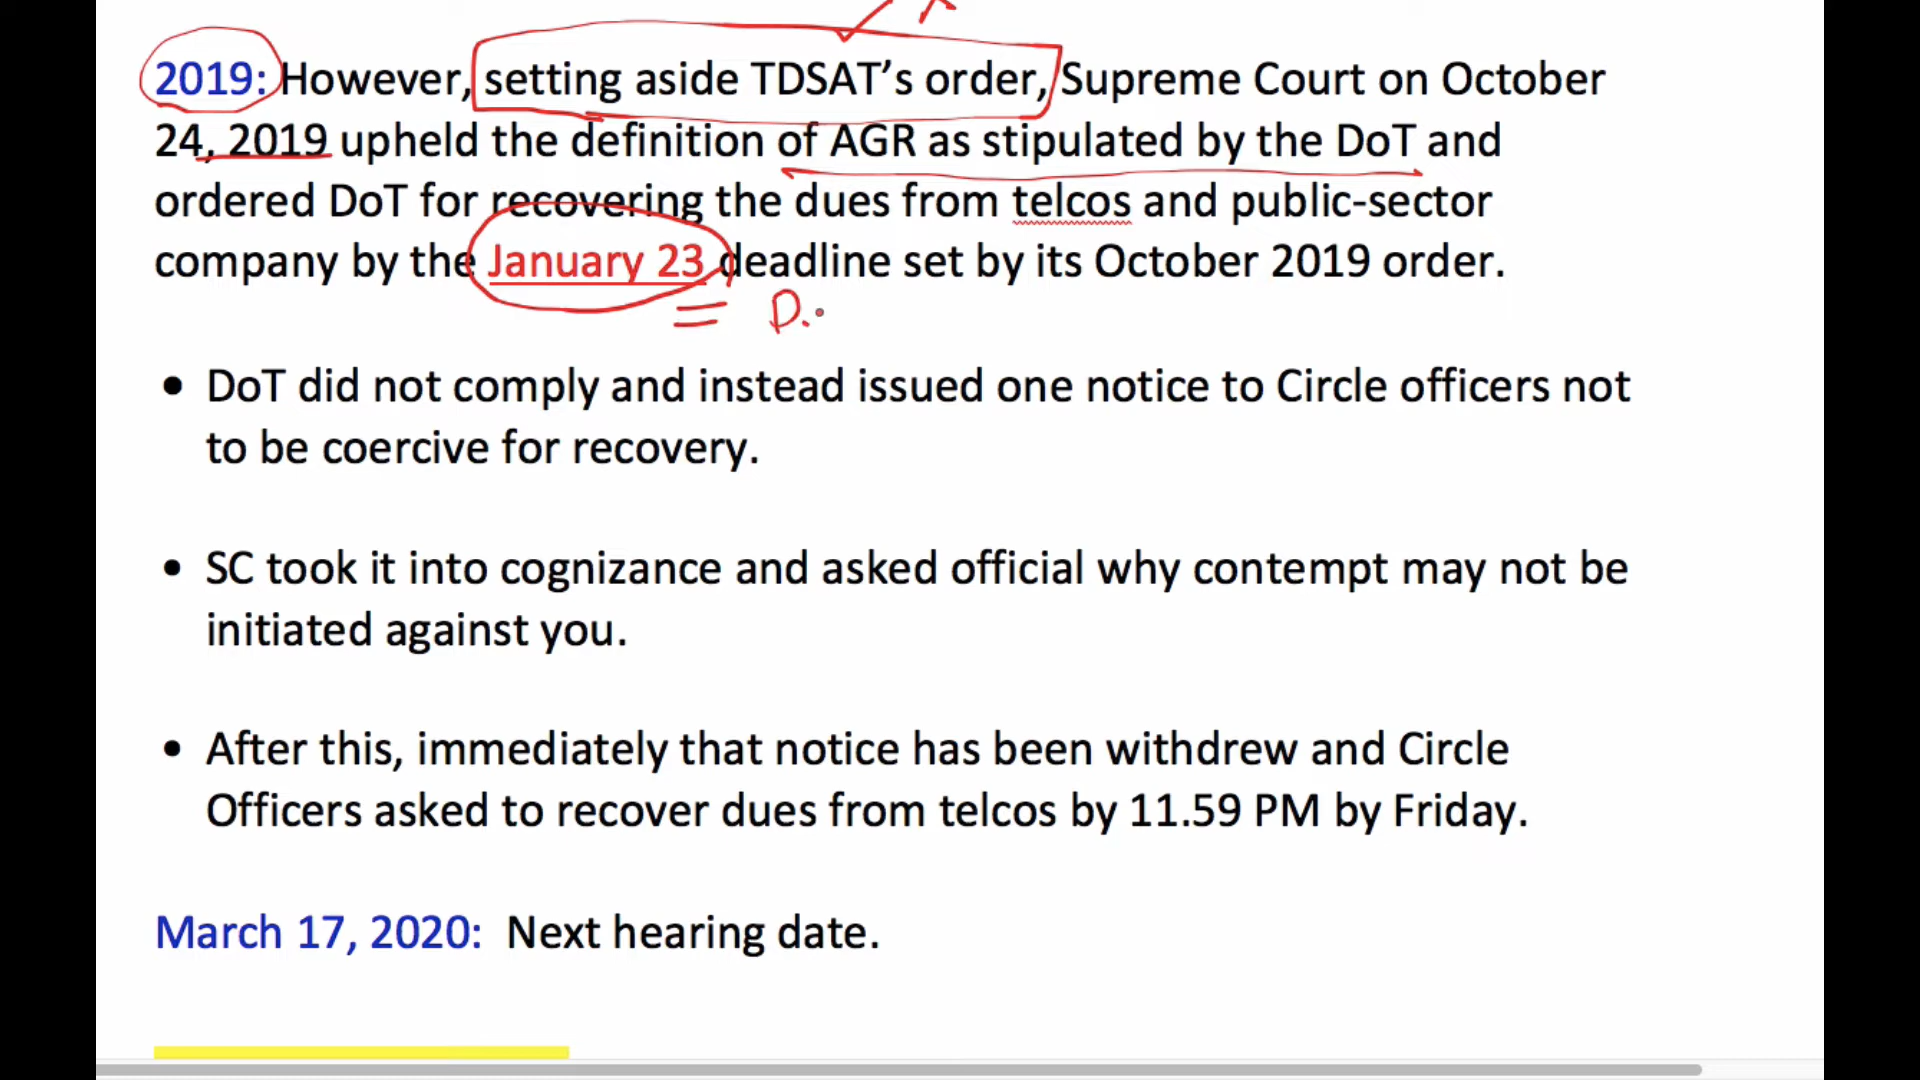 2019: However, setting aside TDSAT's order, Supreme Court on October
24, 2019 upheld the definition of AGR as stipulated by the DoT and
ordered DoT for recovering the dues from telcos and public-sector
company by the January 23 deadline set by its October 2019 order.
= D.
• DoT did not comply and instead issued one notice to Circle officers not
to be coercive for recovery.
• SC took it into cognizance and asked official why contempt may not be
initiated against you.
• After this, immediately that notice has been withdrew and Circle
Officers asked to recover dues from telcos by 11.59 PM by Friday.
March 17, 2020: Next hearing date.